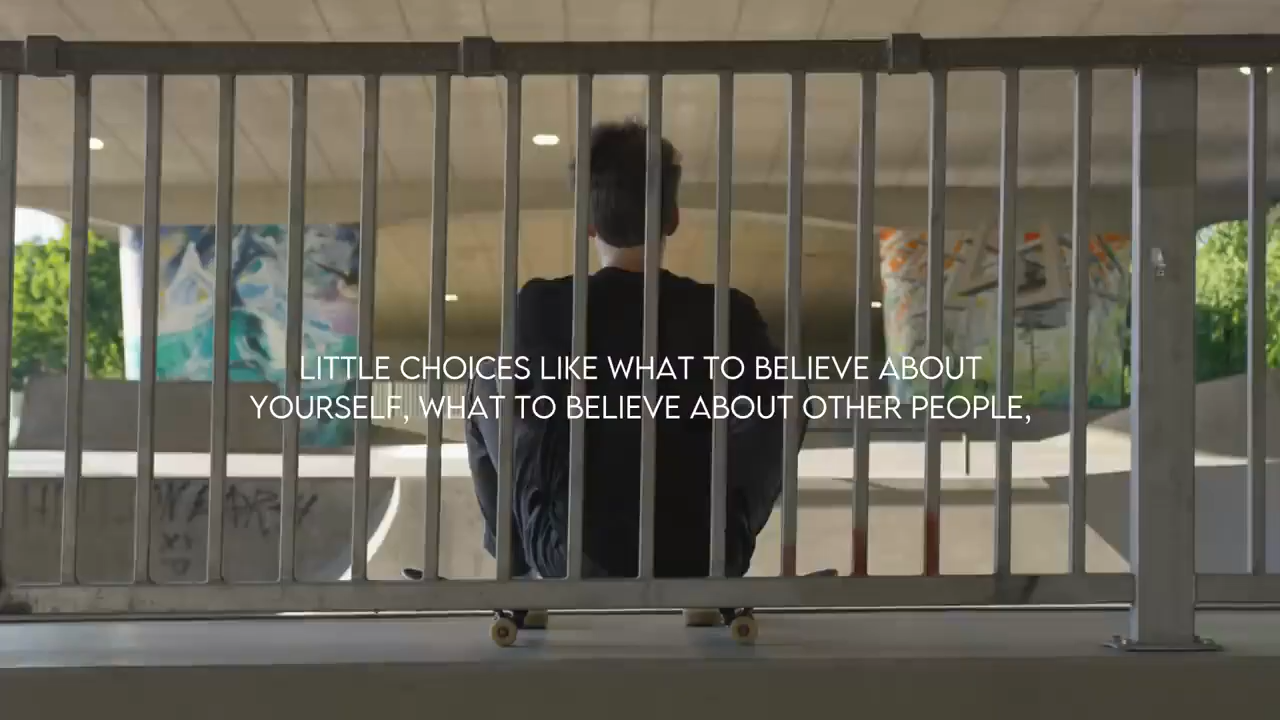 LITTLE CHOICES LIKE WHAT TO BELIEVE ABOUT
YOURSELF, WHAT TO BELIEVE ABOUT OTHER PEOPLE,